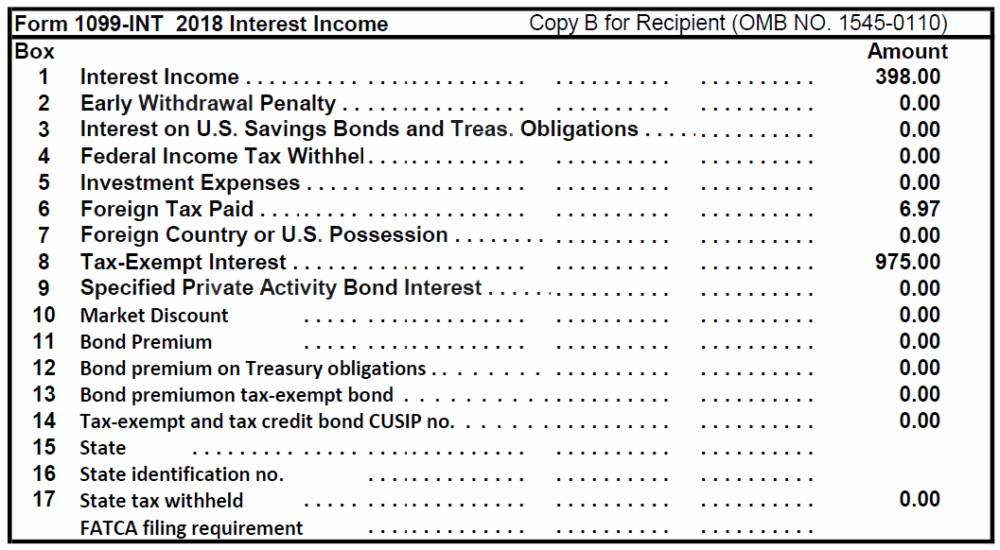 Form 1099-INT 2018 Interest Income Copy B for Recipient (OMB NO. 1545-0110)
Box Amount
1 Interest Income . . . . . . . . . . . . . . . . . . . . . . . . . . . . . . . . . . . . . . 398.00
2 Early Withdrawal Penalty . . . . . . . . . . . . . . . . . . . . . . . . . . . . . . . . 0.00
3 Interest on U.S. Savings Bonds and Treas. Obligations . . . . . . . . . . . . . . . 0.00
4 Federal Income Tax Withhel . . . . . . . . . . . . . . . . . . . . . . . . . . . . . . 0.00
5 Investment Expenses . . . . . . . . . . . . . . . . . . . . . . . . . . . . . . . . . . 0.00
6 Foreign Tax Paid . . . . . . . . . . . . . . . . . . . . . . . . . . . . . . . . . . . . 6.97
7 Foreign Country or U.S. Possession . . . . . . . . . . . . . . . . . . . . . . . . . . 0.00
8 Tax-Exempt Interest . . . . . . . . . . . . . . . . . . . . . . . . . . . . . . . . . . 975.00
9 Specified Private Activity Bond Interest . . . . . . . . . . . . . . . . . . . . . . . . 0.00
10 Market Discount . . . . . . . . . . . . . . . . . . . . . . . . . . . . . . . . . . 0.00
11 Bond Premium . . . . . . . . . . . . . . . . . . . . . . . . . . . . . . . . . . 0.00
12 Bond premium on Treasury obligations . . . . . . . . . . . . . . . . . . . . . . . . . . 0.00
13 Bond premiumon tax-exempt bond . . . . . . . . . . . . . . . . . . . . . . . . . . . . 0.00
14 Tax-exempt and tax credit bond CUSIP no. . . . . . . . . . . . . . . . . . . . . . . . 0.00
15 State . . . . . . . . . . . . . . . . . . . . . . . . . . . . . . . . . . . . . . . .
16 State identification no. . . . . . . . . . . . . . . . . . . . . . . . . . . . . .
17 State tax withheld . . . . . . . . . . . . . . . . . . . . . . . . . . . . . . . . . . 0.00
FATCA filing requirement . . . . . . . . . . . . . . . . . . . . . . . . . . . . . .